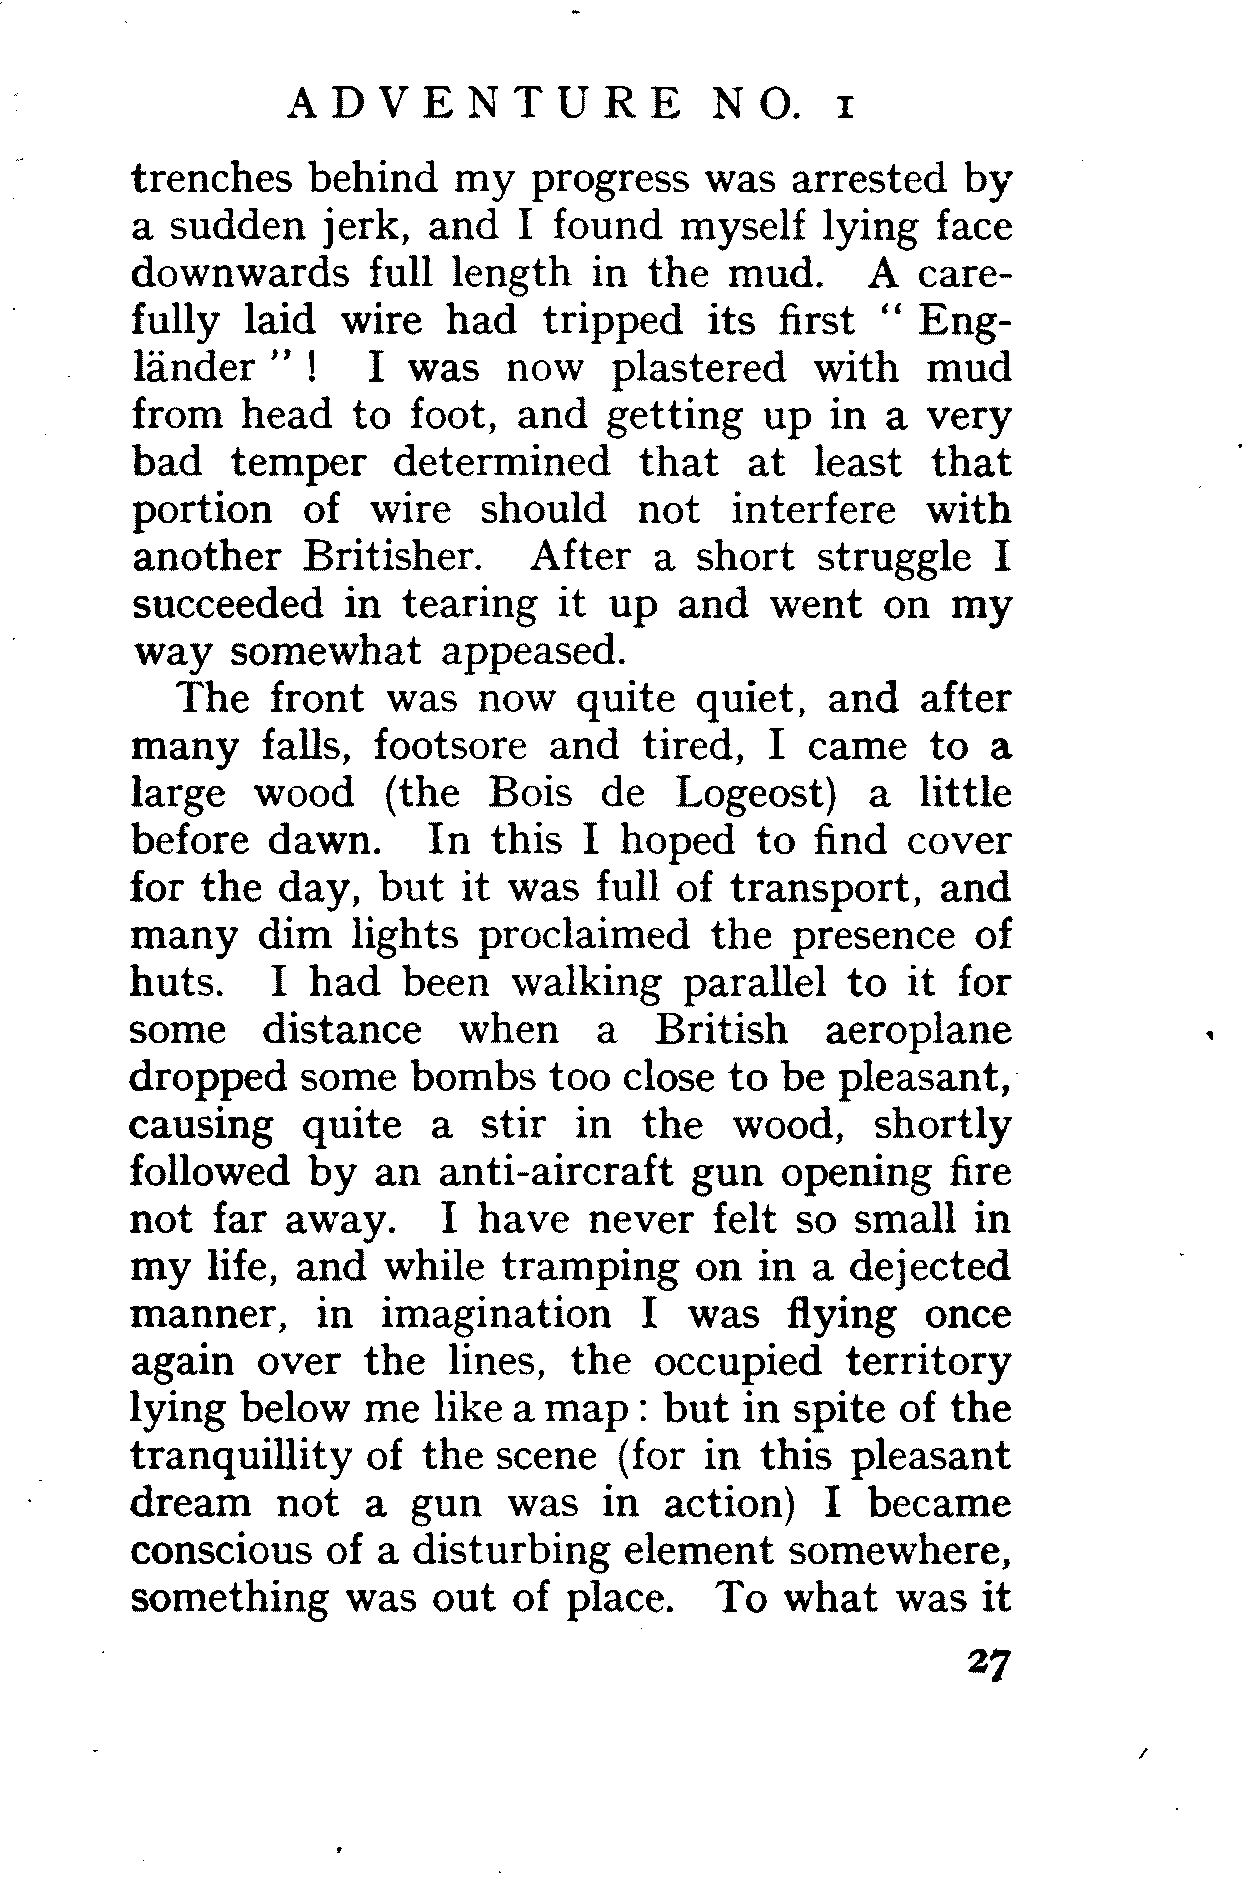 ADVENTURE NO. 1
trenches behind my progress was arrested by
a sudden jerk, and I found myself lying face
downwards full length in the mud. A care-
fully laid wire had tripped its first " Eng-
länder " ! I was now plastered with mud
from head to foot, and getting up in a very
bad temper determined that at least that
portion of wire should not interfere with
another Britisher. After a short struggle I
succeeded in tearing it up and went on my
way somewhat appeased.
The front was now quite quiet, and after
many falls, footsore and tired, I came to a
large wood (the Bois de Logeost) a little
before dawn. In this I hoped to find cover
for the day, but it was full of transport, and
many dim lights proclaimed the presence of
huts. I had been walking parallel to it for
some distance when a British aeroplane
dropped some bombs too close to be pleasant,
causing quite a stir in the wood, shortly
followed by an anti-aircraft gun opening fire
not far away. I have never felt so small in
my life, and while tramping on in a dejected
manner, in imagination I was flying once
again over the lines, the occupied territory
lying below me like a map : but in spite of the
tranquillity of the scene (for in this pleasant
dream not a gun was in action) I became
conscious of a disturbing element somewhere,
something was out of place. To what was it
27